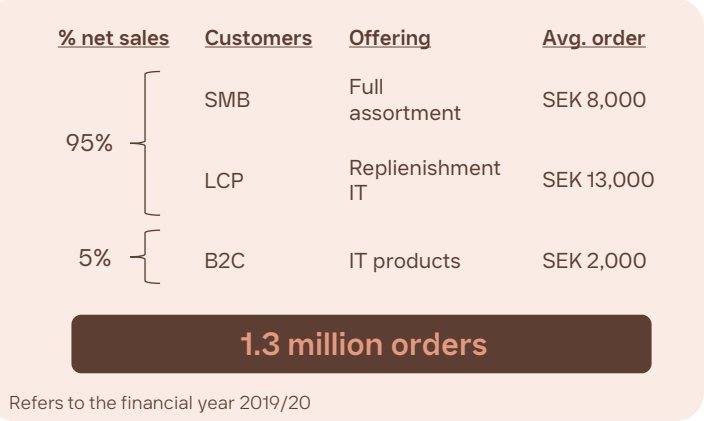 % net sales Customers Offering Avg. order
Full
SMB assortment SEK 8,000
95%
Replienishment
LCP IT SEK 13,000
5% B2C IT products SEK 2,000
1.3 million orders
Refers to the financial year 2019/20